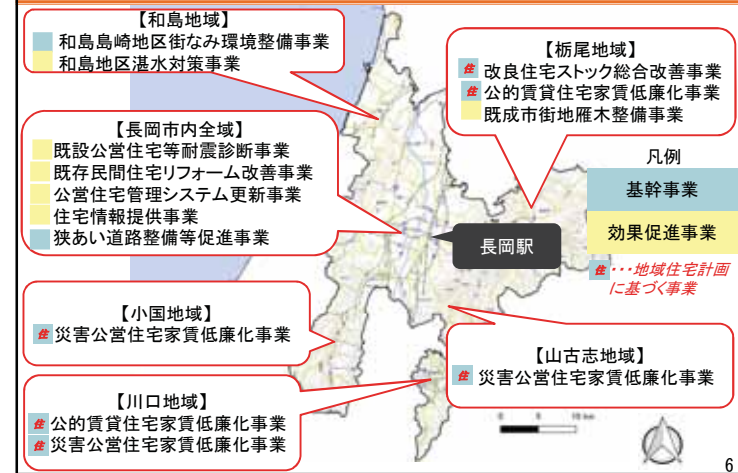 【和島地域】
和島島崎地区街なみ環境整備事業
和島地区湛水対策事業
【栃尾地域】
住 改良住宅ストック総合改善事業
住 公的賃貸住宅家賃低廉化事業
既成市街地雁木整備事業
【長岡市内全域】
既設公営住宅等耐震診断事業
既存民間住宅リフォーム改善事業
公営住宅管理システム更新事業
住宅情報提供事業
狭あい道路整備等促進事業
凡例
基幹事業
効果促進事業
住・・・地域住宅計画
に基づく事業
長岡駅
【小国地域】
住 災害公営住宅家賃低廉化事業
【山古志地域】
住 災害公営住宅家賃低廉化事業
【川口地域】
住 公的賃貸住宅家賃低廉化事業
住 災害公営住宅家賃低廉化事業
0 5 10 km
6